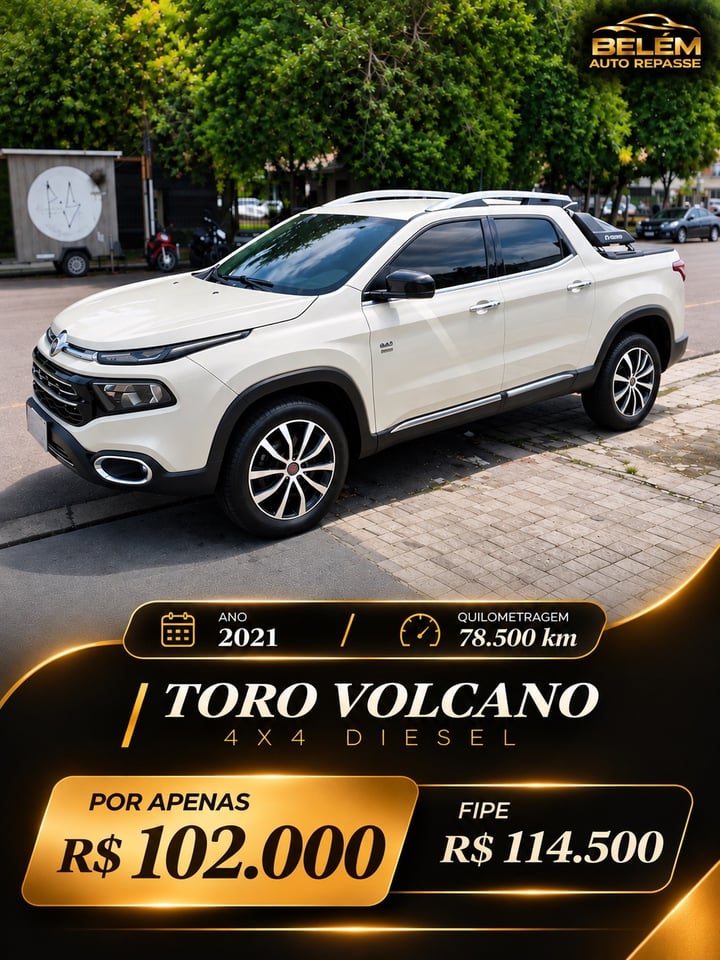 BELÉM
AUTO REPASSE
ANO
2021
/
QUILOMETRAGEM
78.500 km
TORO VOLCANO
4X4 DIESEL
POR APENAS
R$ 102.000
FIPE
R$ 114.500